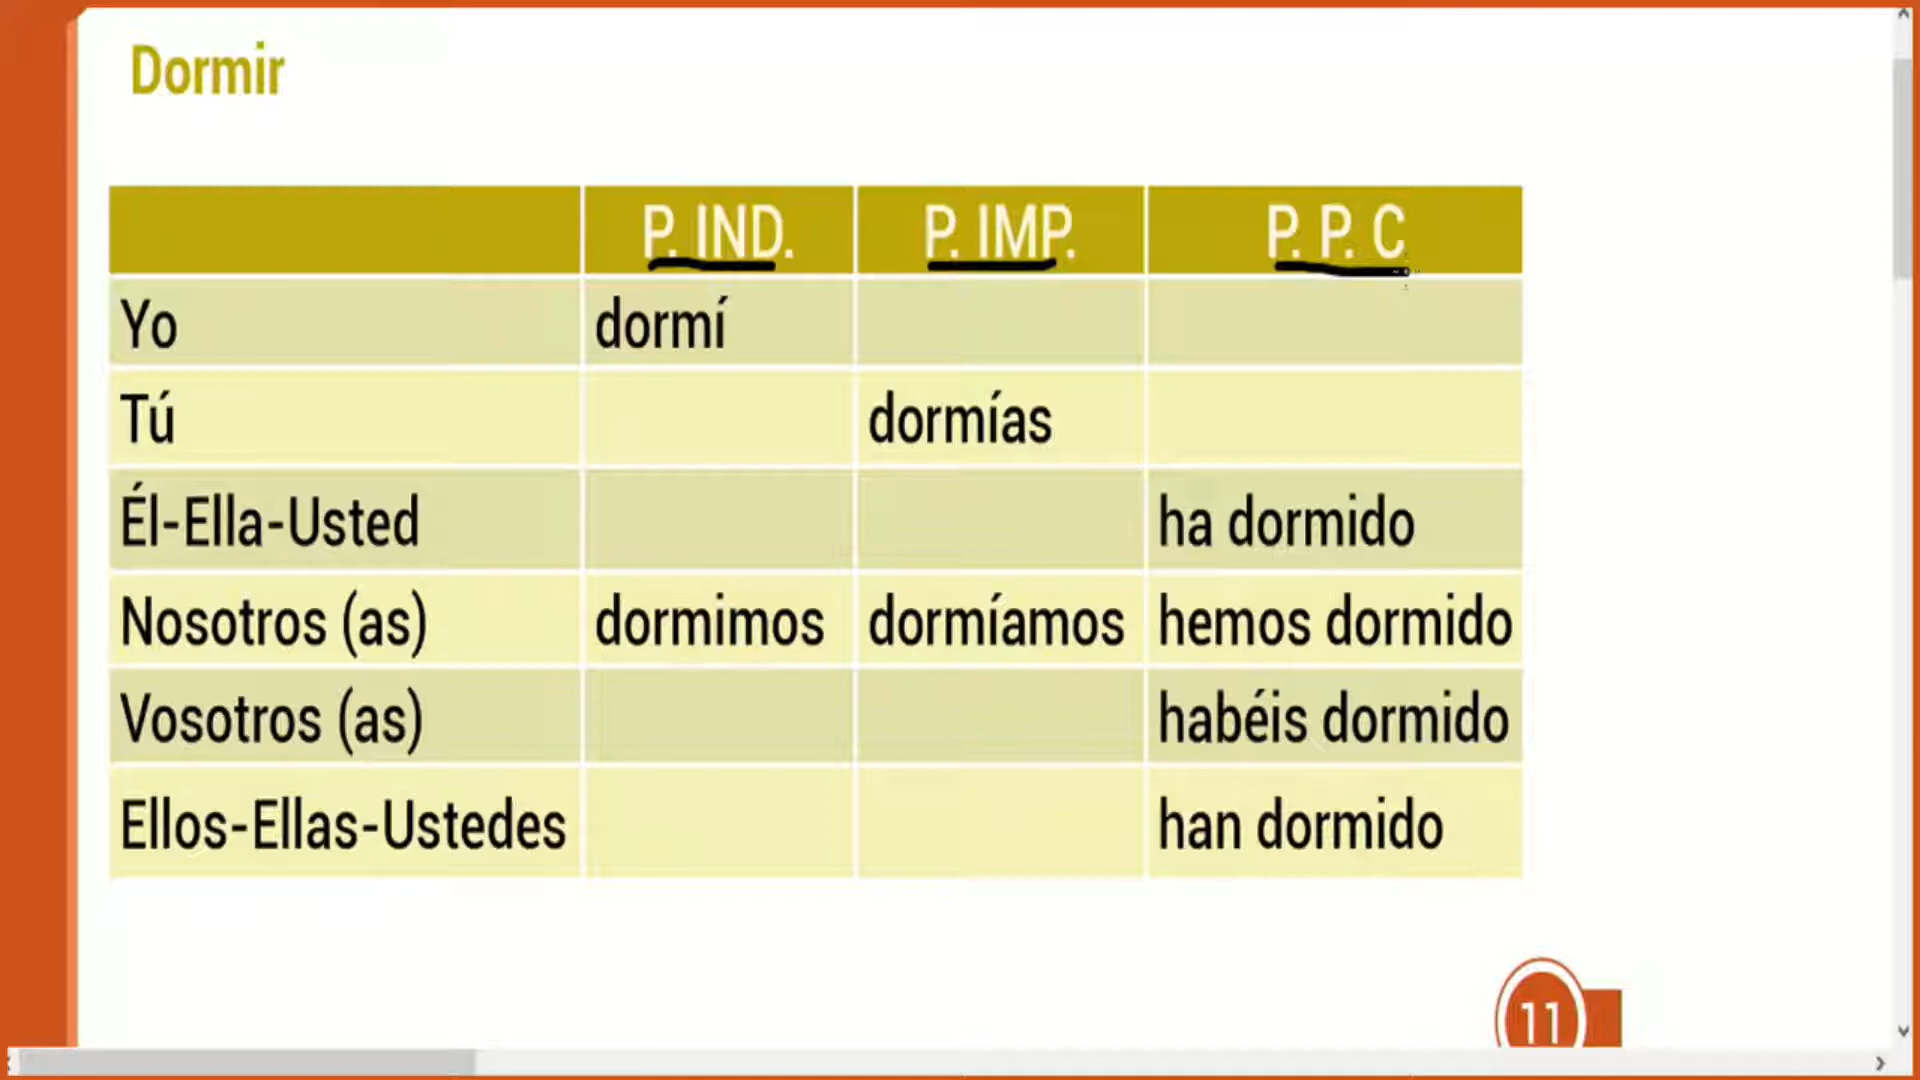 Dormir
P. IND. P. IMP. P. P. C
Yo dormí
Tú dormías
Él-Ella-Usted ha dormido
Nosotros (as) dormimos dormíamos hemos dormido
Vosotros (as) habéis dormido
Ellos-Ellas-Ustedes han dormido
11